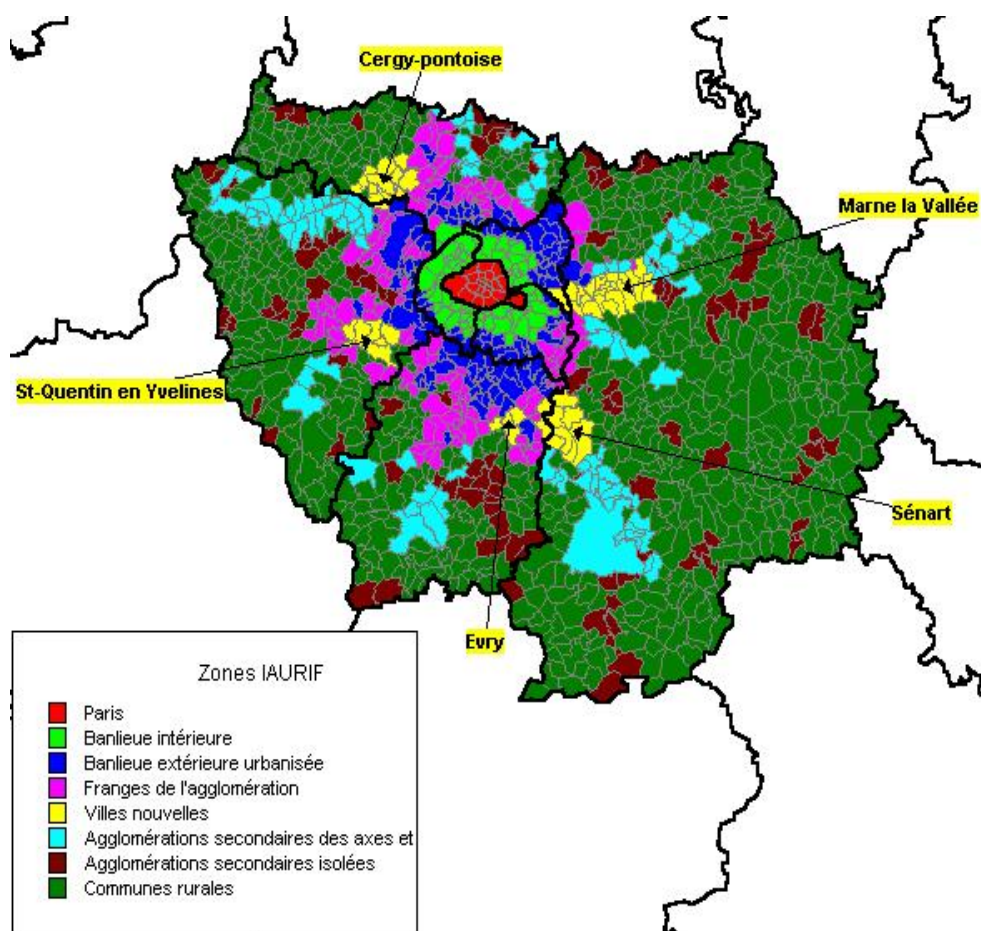 Cergy-pontoise
Marne la Vallée
St-Quentin en Yvelines
Sénart
Evry
Zones IAURIF
Paris
Banlieue intérieure
Banlieue extérieure urbanisée
Franges de l'agglomération
Villes nouvelles
Agglomérations secondaires des axes et
Agglomérations secondaires isolées
Communes rurales